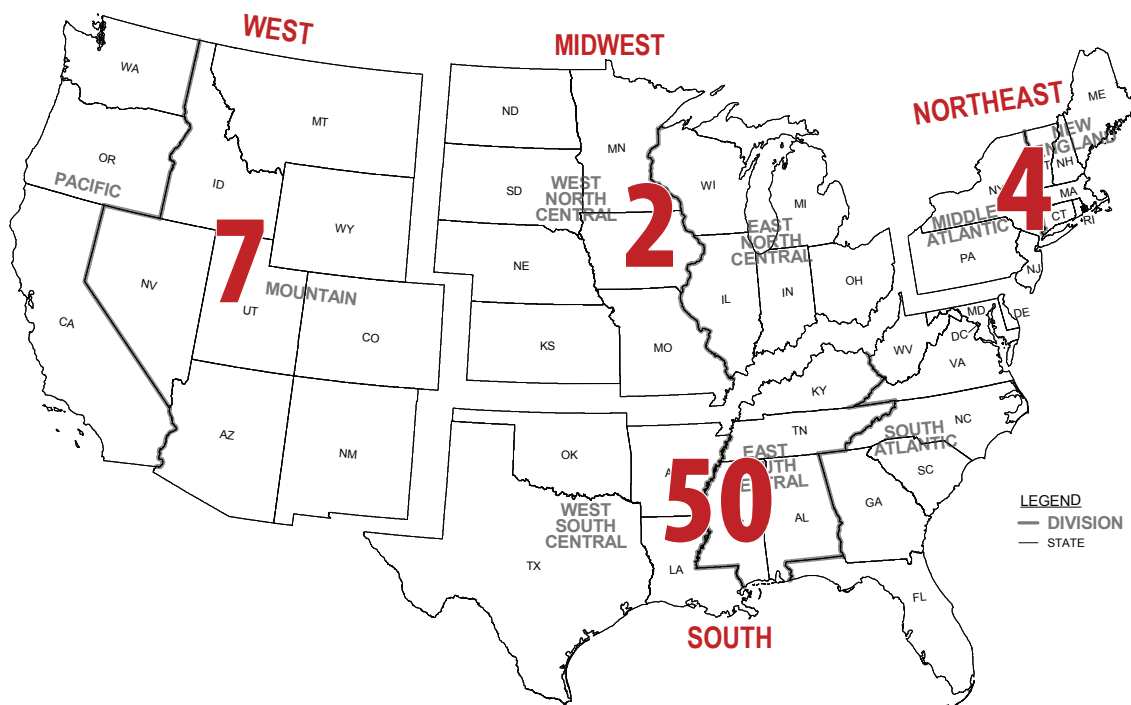 WEST
MIDWEST
NORTHEAST
WA
MT
ND
MN
ME
NEW
ENGLAND
OR
PACIFIC
ID
SD
WEST
NORTH
CENTRAL
WI
MI
NY
NH
MA
CT
RI
4
WY
2
EAST
NORTH
CENTRAL
MIDDLE
ATLANTIC
7
MOUNTAIN
NV
UT
CA
CO
NE
KS
IL
IN
OH
PA
NJ
MD
DE
DC
WV
VA
MO
KY
AZ
NM
OK
TN
NC
SOUTH
ATLANTIC
SC
EAST
SOUTH
CENTRAL
50
WEST
SOUTH
CENTRAL
TX
LA
AL
GA
FL
SOUTH
LEGEND
DIVISION
STATE